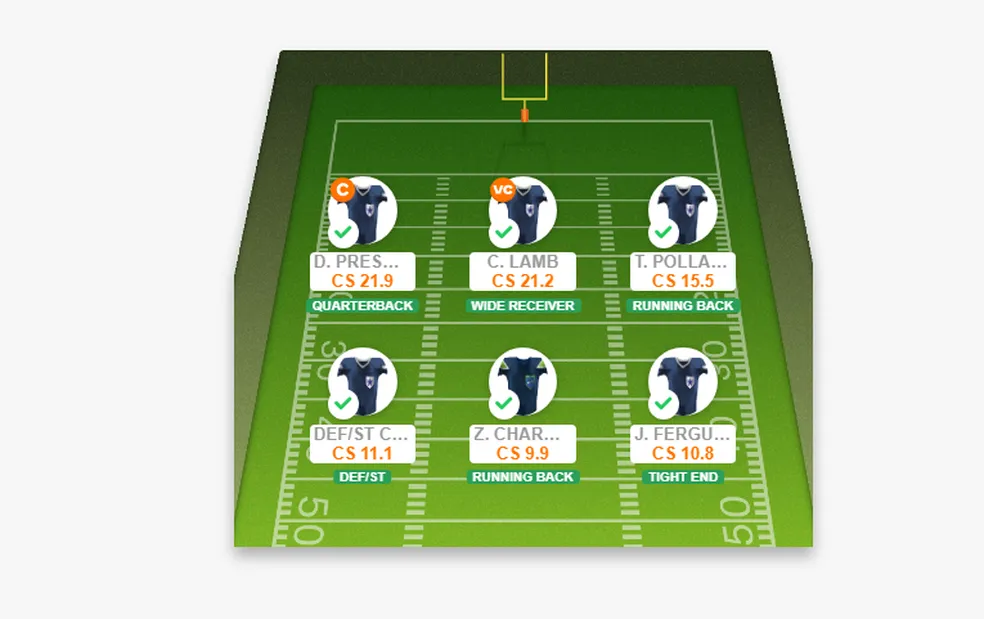 C
VC
D. PRES...
C. LAMB
T. POLLA...
CS 21.9
CS 21.2
CS 15.5
QUARTERBACK
WIDE RECEIVER
RUNNING BACK
30
30
DEF/ST C...
Z. CHAR...
J. FERGU...
CS 11.1
CS 9.9
CS 10.8
DEF/ST
RUNNING BACK
TIGHT END
50
50